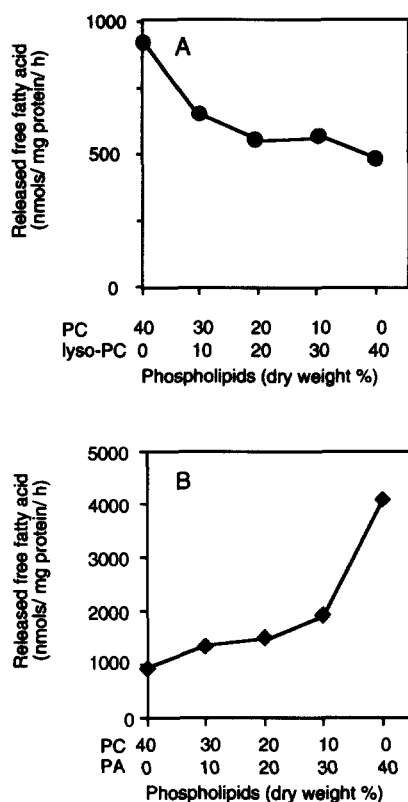 A
Released free fatty acid
(nmols/ mg protein/ h)
1000
500
0
PC 40 30 20 10 0
lyso-PC 0 10 20 30 40
Phospholipids (dry weight %)
B
Released free fatty acid
(nmols/ mg protein/ h)
5000
4000
3000
2000
1000
0
PC 40 30 20 10 0
PA 0 10 20 30 40
Phospholipids (dry weight %)